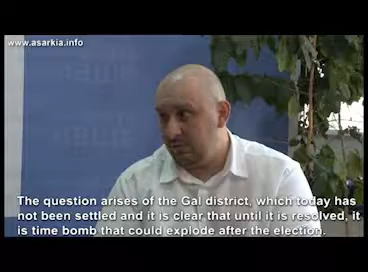 www.asarkia.info
The question arises of the Gal district, which today has
not been settled and it is clear that until it is resolved, it
is time bomb that could explode after the election.